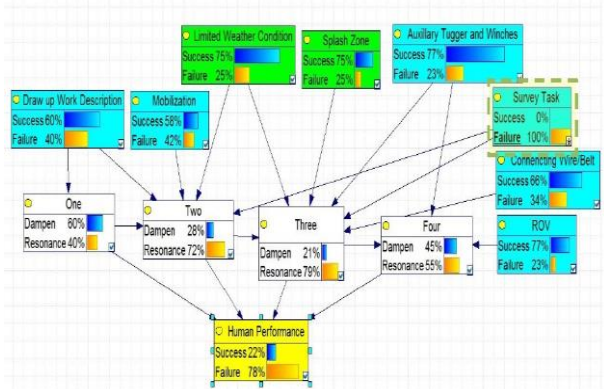 Limited Weather Condition
Success 75%
Failure 25%
Splash Zone
Success 75%
Failure 25%
Auxillary Tugger and Winches
Success 77%
Failure 23%
Draw up Work Description
Success 60%
Failure 40%
Mobilization
Success 58%
Failure 42%
Survey Task
Success 0%
Failure 100%
Connencting Wire/Belt
Success 66%
Failure 34%
One
Dampen 60%
Resonance 40%
Two
Dampen 28%
Resonance 72%
Three
Dampen 21%
Resonance 79%
Four
Dampen 45%
Resonance 55%
ROV
Success 77%
Failure 23%
Human Performance
Success 22%
Failure 78%